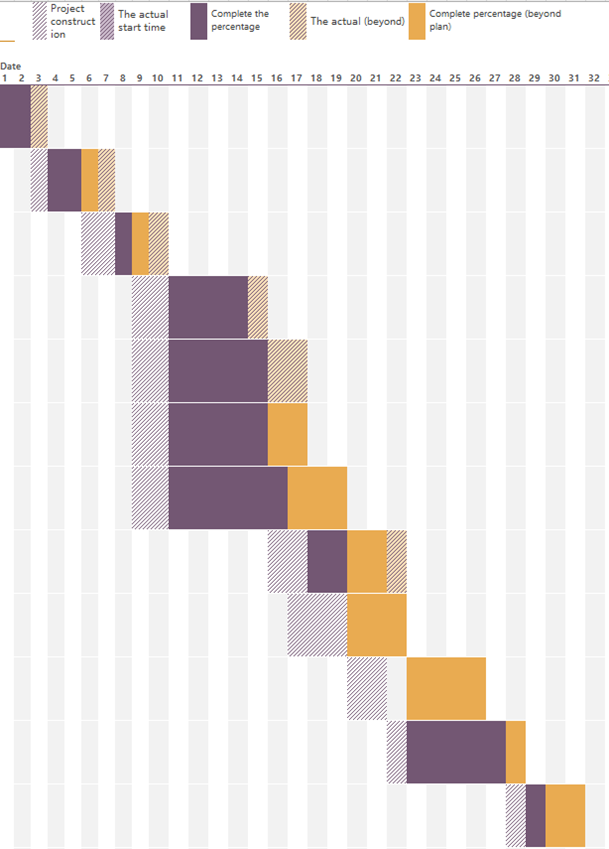 Project
construct
ion
The actual
start time
Complete the
percentage
The actual (beyond)
Complete percentage (beyond
plan)
Date
1 2 3 4 5 6 7 8 9 10 11 12 13 14 15 16 17 18 19 20 21 22 23 24 25 26 27 28 29 30 31 32